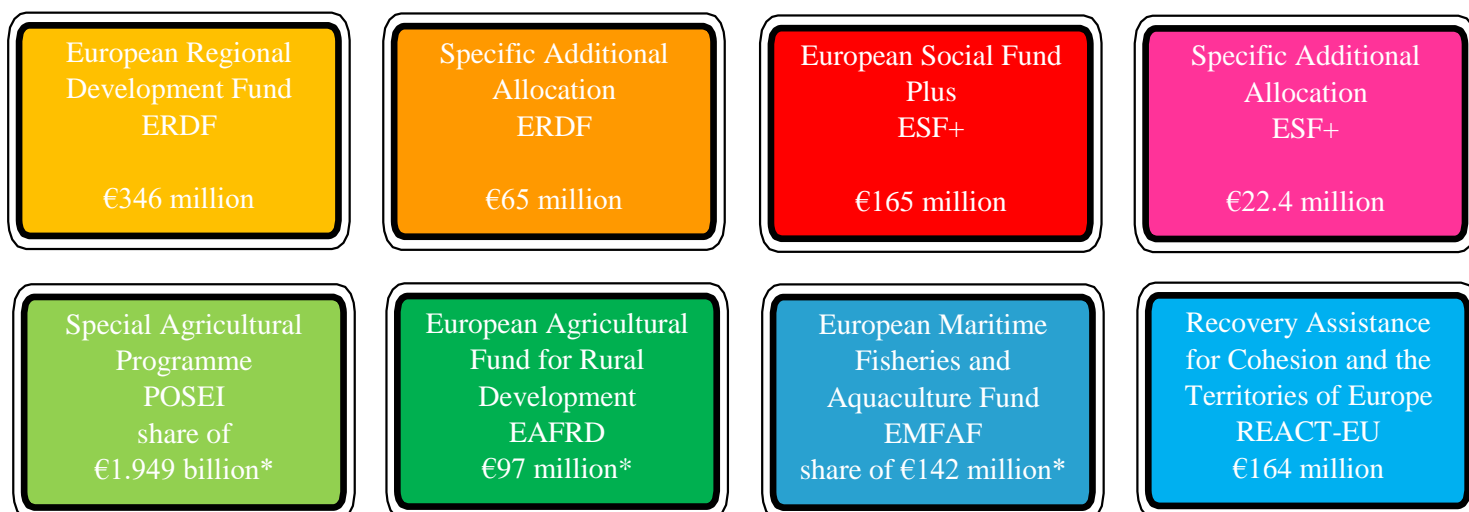 European Regional
Development Fund
ERDF
€346 million
Specific Additional
Allocation
ERDF
€65 million
European Social Fund
Plus
ESF+
€165 million
Specific Additional
Allocation
ESF+
€22.4 million
Special Agricultural
Programme
POSEI
share of
€1.949 billion*
European Agricultural
Fund for Rural
Development
EAFRD
€97 million*
European Maritime
Fisheries and
Aquaculture Fund
EMFAF
share of €142 million*
Recovery Assistance
for Cohesion and the
Territories of Europe
REACT-EU
€164 million